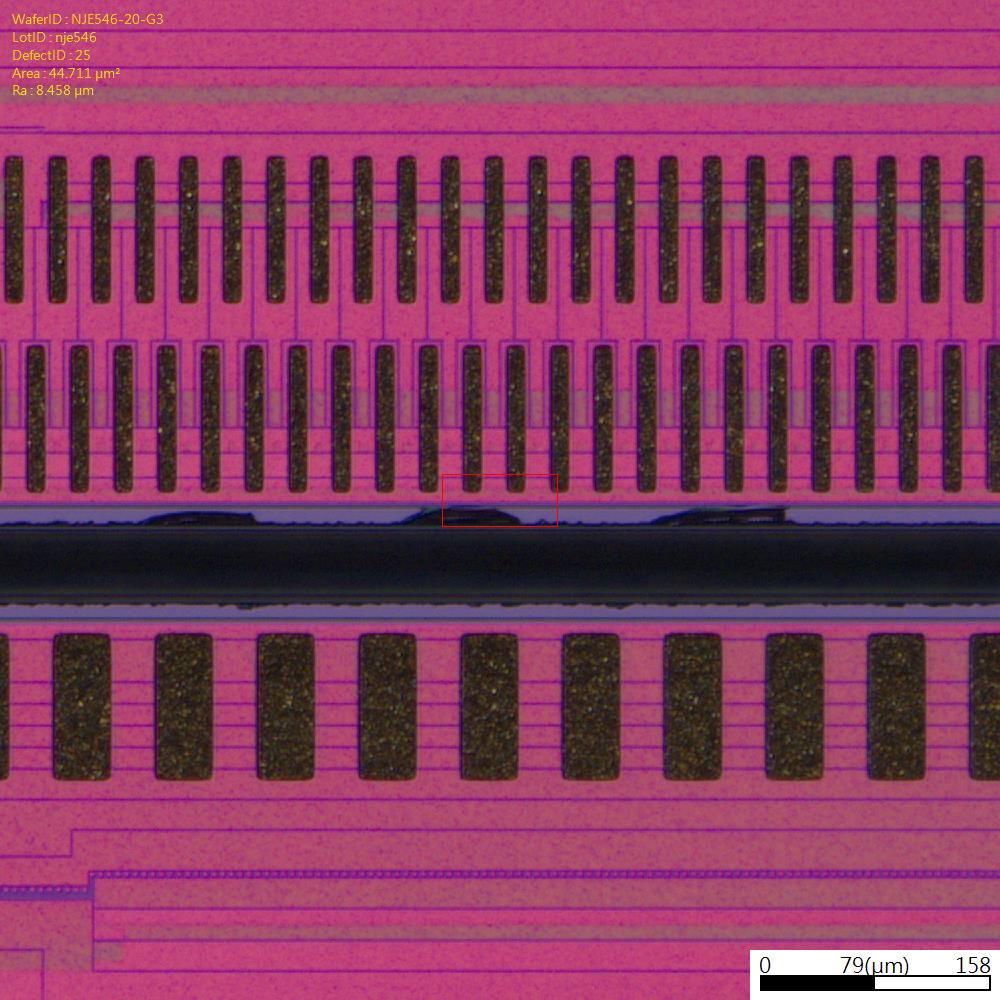 WaferID : NJE546-20-G3
LotID : nje546
DefectID : 25
Area : 44.711 µm²
Ra : 8.458 µm
0 79(µm) 158